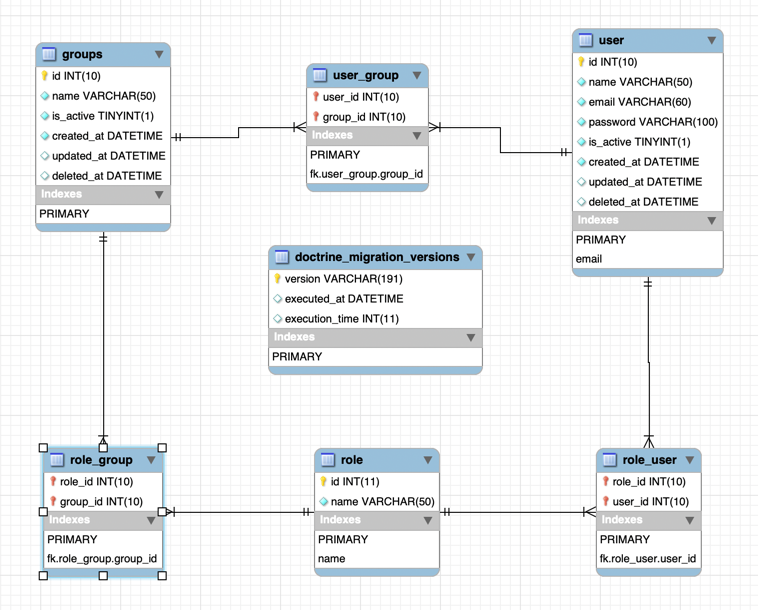 groups
id INT(10)
name VARCHAR(50)
is_active TINYINT(1)
created_at DATETIME
updated_at DATETIME
deleted_at DATETIME
Indexes
PRIMARY
user_group
user_id INT(10)
group_id INT(10)
Indexes
PRIMARY
fk.user_group.group_id
user
id INT(10)
name VARCHAR(50)
email VARCHAR(60)
password VARCHAR(100)
is_active TINYINT(1)
created_at DATETIME
updated_at DATETIME
deleted_at DATETIME
Indexes
PRIMARY
email
doctrine_migration_versions
version VARCHAR(191)
executed_at DATETIME
execution_time INT(11)
Indexes
PRIMARY
role_group
role_id INT(10)
group_id INT(10)
Indexes
PRIMARY
fk.role_group.group_id
role
id INT(11)
name VARCHAR(50)
Indexes
PRIMARY
name
role_user
role_id INT(10)
user_id INT(10)
Indexes
PRIMARY
fk.role_user.user_id